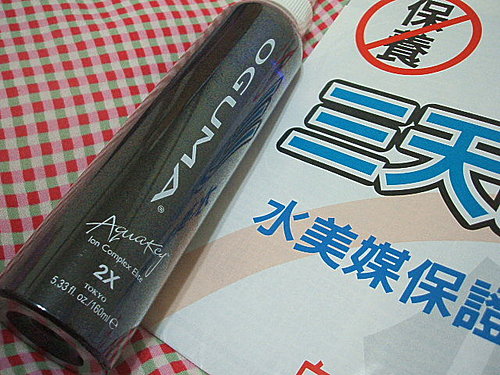 OGUMA®
AquaKey
Ion Complex Elite
2X
TOKYO
5.33 fl. oz./160ml e
保養
三天
水美媒保證